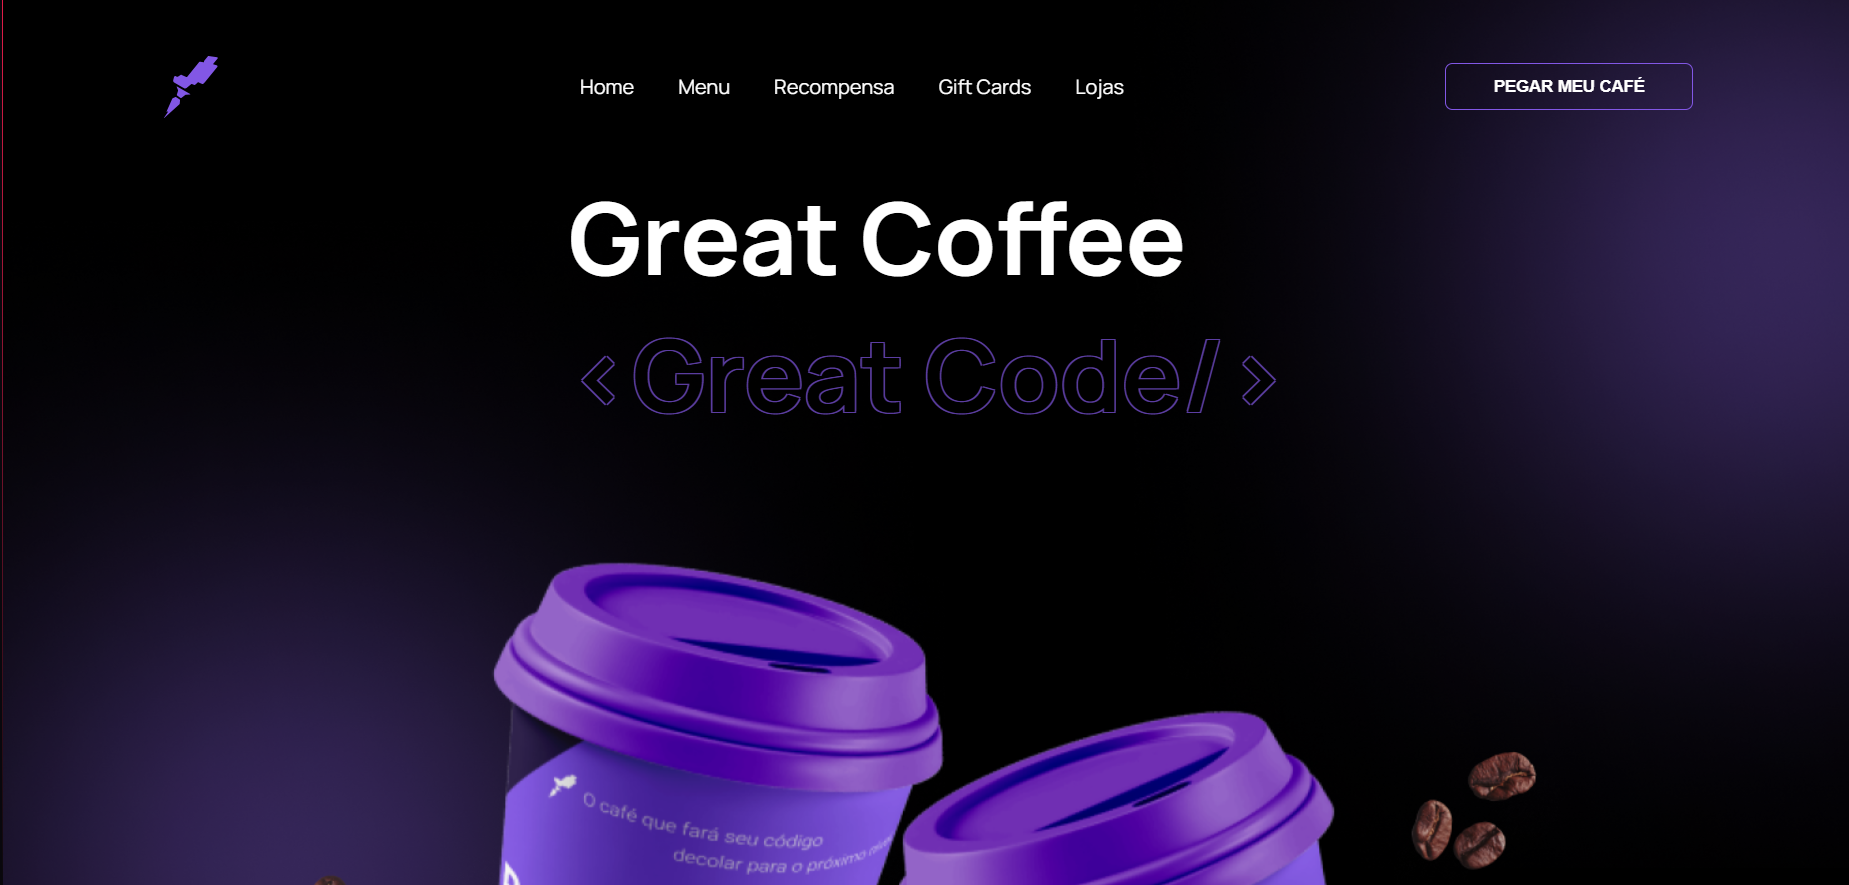 Home Menu Recompensa Gift Cards Lojas PEGAR MEU CAFÉ
Great Coffee
<Great Code/>
O café que fará seu código
decolar para o próximo nível